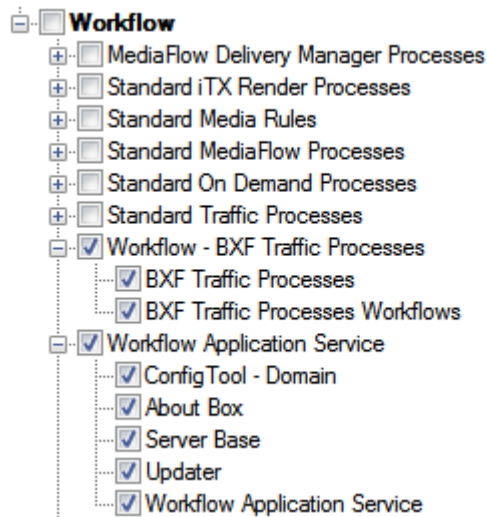 Workflow
MediaFlow Delivery Manager Processes
Standard iTX Render Processes
Standard Media Rules
Standard MediaFlow Processes
Standard On Demand Processes
Standard Traffic Processes
Workflow - BXF Traffic Processes
BXF Traffic Processes
BXF Traffic Processes Workflows
Workflow Application Service
ConfigTool - Domain
About Box
Server Base
Updater
Workflow Application Service